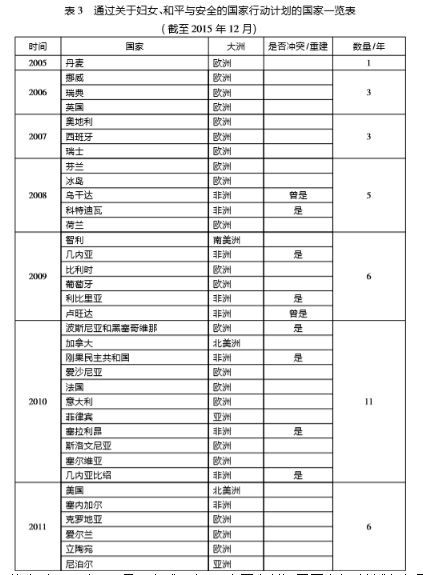 表 3 通过关于妇女、和平与安全的国家行动计划的国家一览表
(截至 2015 年 12 月)
时间 国家 大洲 是否冲突/重建 数量/年
2005 丹麦 欧洲 1
2006 挪威 欧洲 3
瑞典 欧洲
英国 欧洲
2007 奥地利 欧洲 3
西班牙 欧洲
瑞士 欧洲
2008 芬兰 欧洲 5
冰岛 欧洲
乌干达 非洲 曾是
科特迪瓦 非洲 是
荷兰 欧洲
2009 智利 南美洲 6
几内亚 非洲 是
比利时 欧洲
葡萄牙 欧洲
利比里亚 非洲 是
卢旺达 非洲 曾是
2010 波斯尼亚和黑塞哥维那 欧洲 是 11
加拿大 北美洲
刚果民主共和国 非洲 是
爱沙尼亚 欧洲
法国 欧洲
意大利 欧洲
菲律宾 亚洲
塞拉利昂 非洲 是
斯洛文尼亚 欧洲
塞尔维亚 欧洲
几内亚比绍 非洲 是
2011 美国 北美洲 6
塞内加尔 非洲
克罗地亚 欧洲
爱尔兰 欧洲
立陶宛 欧洲
尼泊尔 亚洲